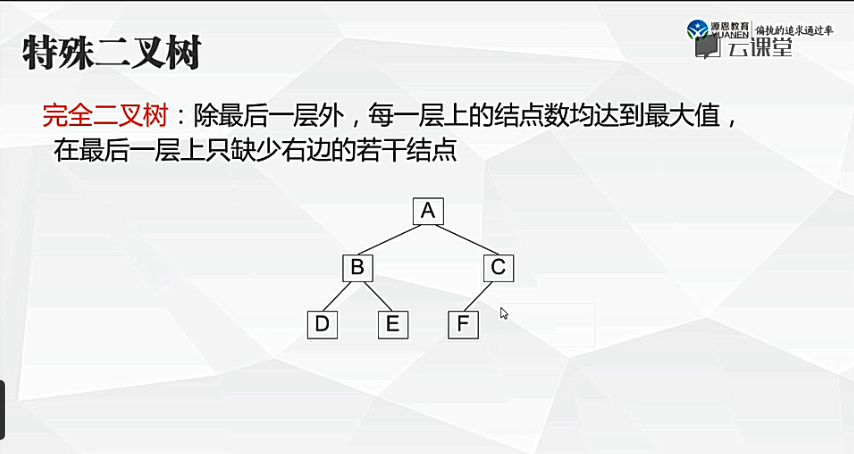 特殊二叉树
源恩教育
YUANEN
偏执的追求通过率
云课堂
完全二叉树：除最后一层外，每一层上的结点数均达到最大值，
在最后一层上只缺少右边的若干结点
A
B C
D E F